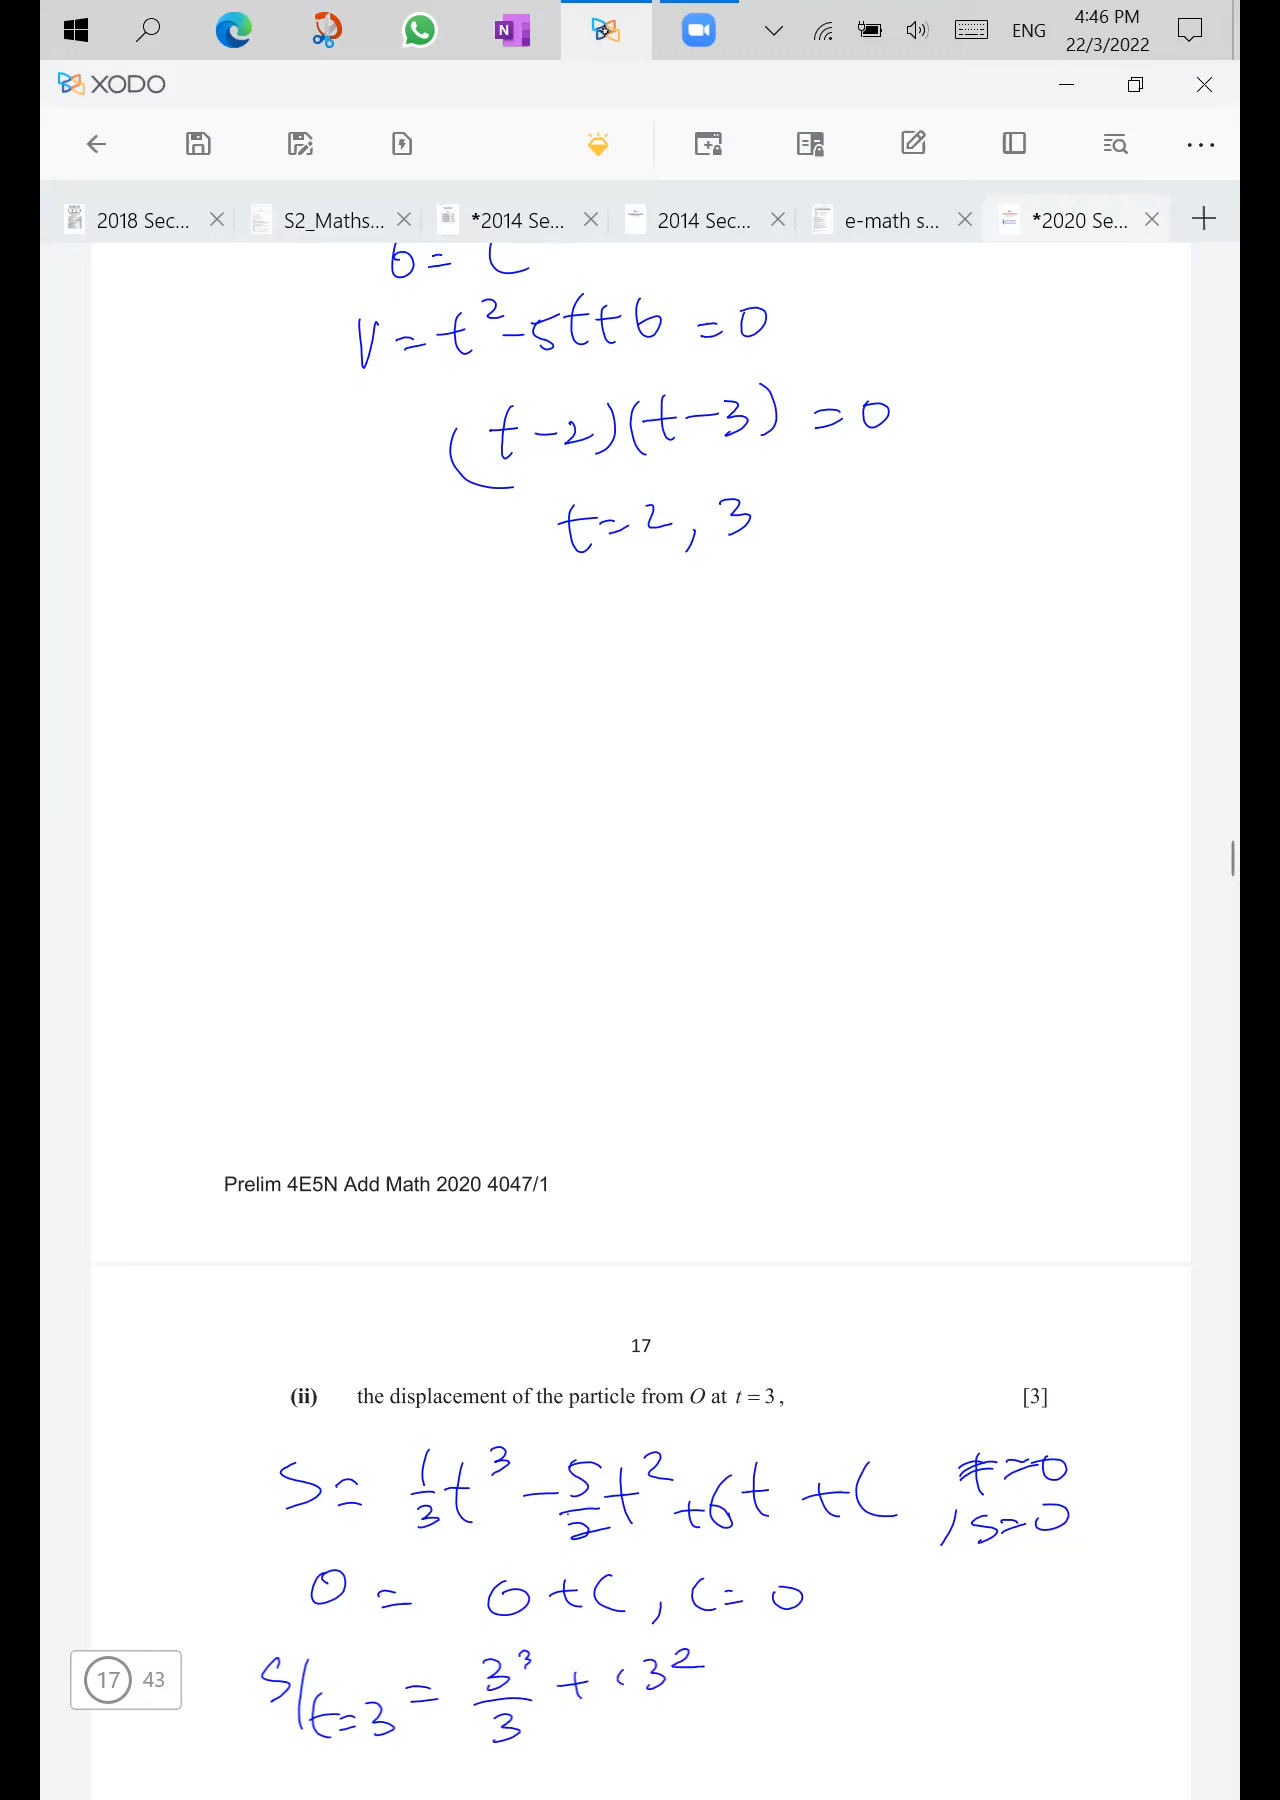 ENG
4:46 PM
22/3/2022
XODO
2018 Sec... S2_Maths... *2014 Se... 2014 Sec... e-math s... *2020 Se...
6 = C
V = t² - 5t + 6 = 0
(t - 2)(t - 3) = 0
t = 2, 3
Prelim 4E5N Add Math 2020 4047/1
17
(ii) the displacement of the particle from O at t = 3, [3]
S = 1/3 t³ - 5/2 t² + 6t + C t = 0
, s = 0
0 = 0 + C, C = 0
S|t=3 = 3³/3 + 3²
17 43